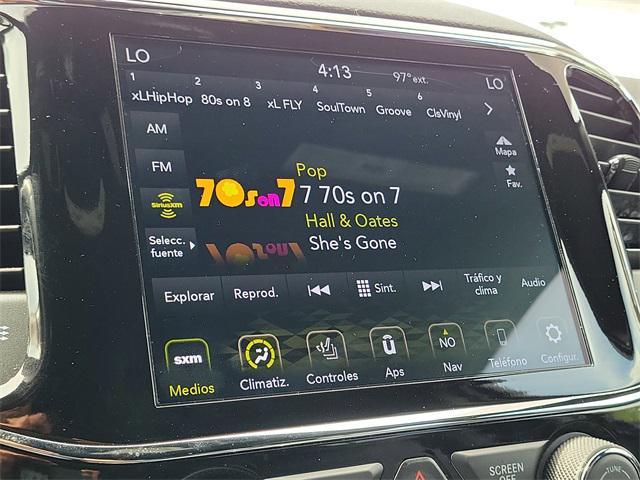 LO 4:13 97° ext. LO
1 2 3 4 5 6
xLHipHop 80s on 8 xL FLY SoulTown Groove ClsVinyl
AM
Mapa
FM
Pop
Fav.
siriusxm
70s on 7 7 70s on 7
Hall & Oates
Selecc. fuente
She's Gone
Explorar Reprod. Sint. Tráfico y clima Audio
sxm NO
Medios Climatiz. Controles Aps Nav Teléfono Configur.
SCREEN
OFF
TUNE